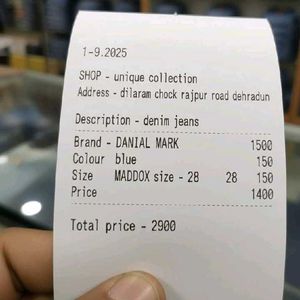 1-9.2025
SHOP - unique collection
Address - dilaram chock rajpur road dehradun
Description - denim jeans
Brand - DANIAL MARK 1500
Colour blue 150
Size MADDOX size - 28 28 150
Price 1400
Total price - 2900